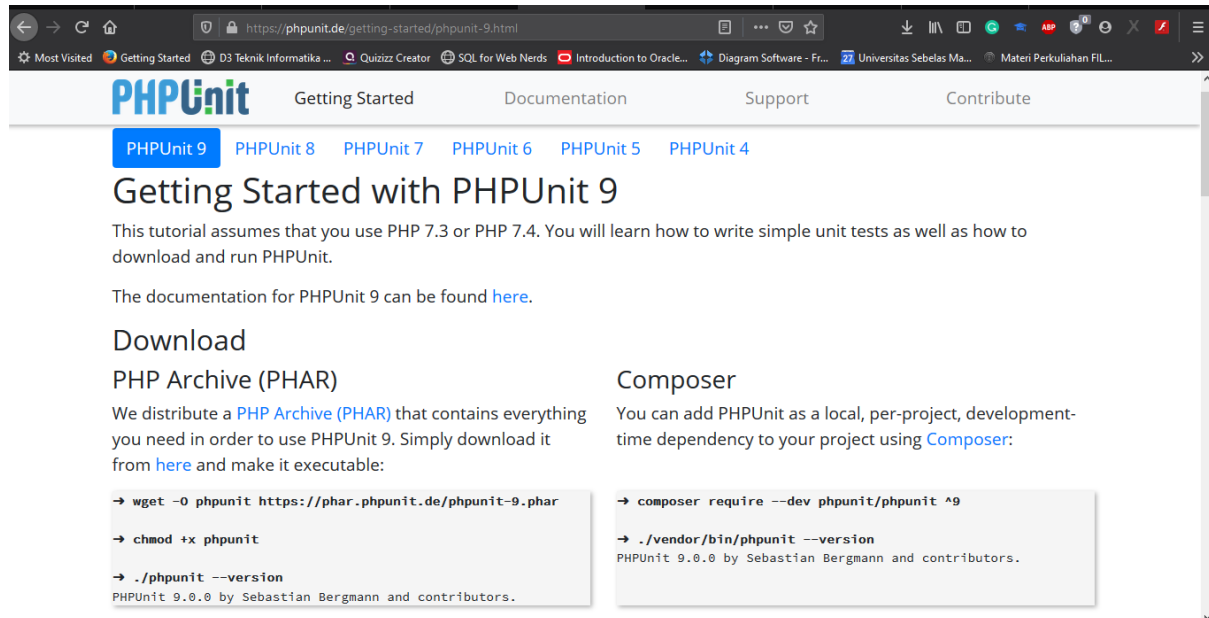 https://phpunit.de/getting-started/phpunit-9.html
ABP
0
Most Visited
Getting Started
D3 Teknik Informatika ...
Quizizz Creator
SQL for Web Nerds
Introduction to Oracle...
Diagram Software - Fr...
27
Universitas Sebelas Ma...
Materi Perkuliahan FIL...
PHPUnit
Getting Started
Documentation
Support
Contribute
PHPUnit 9
PHPUnit 8
PHPUnit 7
PHPUnit 6
PHPUnit 5
PHPUnit 4
Getting Started with PHPUnit 9
This tutorial assumes that you use PHP 7.3 or PHP 7.4. You will learn how to write simple unit tests as well as how to
download and run PHPUnit.
The documentation for PHPUnit 9 can be found here.
Download
PHP Archive (PHAR)
We distribute a PHP Archive (PHAR) that contains everything
you need in order to use PHPUnit 9. Simply download it
from here and make it executable:
➜ wget -O phpunit https://phar.phpunit.de/phpunit-9.phar
➜ chmod +x phpunit
➜ ./phpunit --version
PHPUnit 9.0.0 by Sebastian Bergmann and contributors.
Composer
You can add PHPUnit as a local, per-project, development-
time dependency to your project using Composer:
➜ composer require --dev phpunit/phpunit ^9
➜ ./vendor/bin/phpunit --version
PHPUnit 9.0.0 by Sebastian Bergmann and contributors.